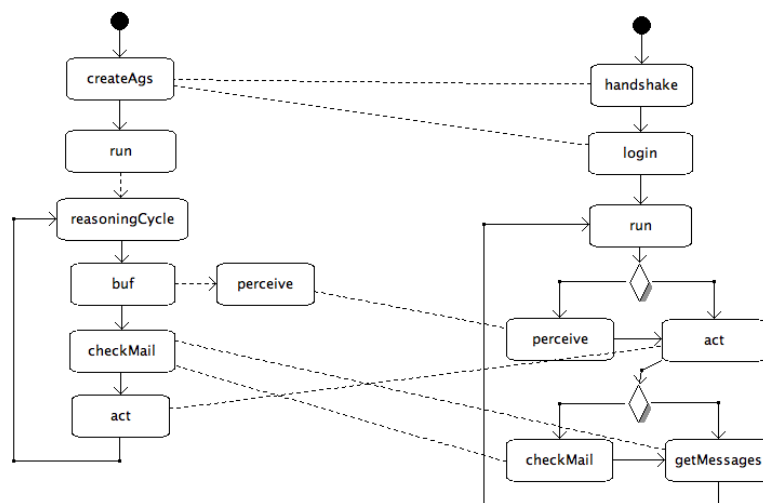 createAgs
handshake
run
login
reasoningCycle
run
buf
perceive
perceive
act
checkMail
act
checkMail
getMessages